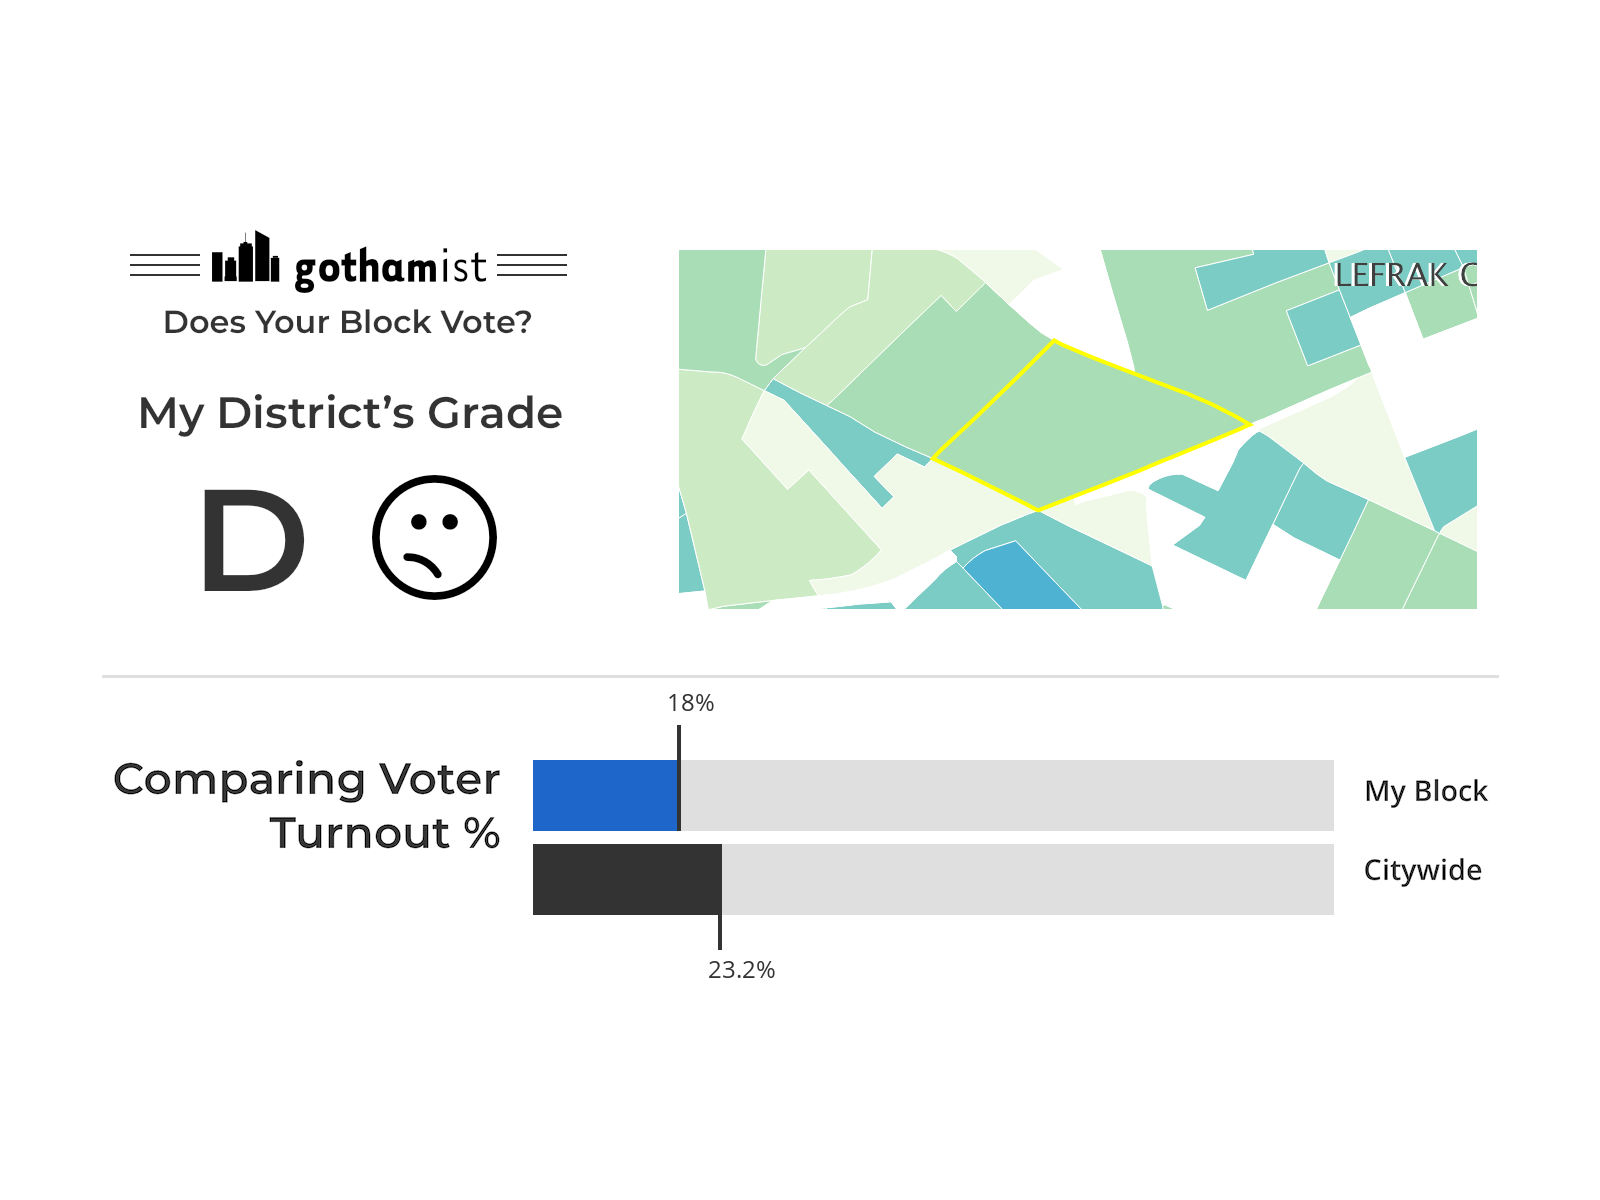 gothamist
Does Your Block Vote?
My District's Grade
D
LEFRAK C
18%
Comparing Voter
Turnout %
My Block
Citywide
23.2%